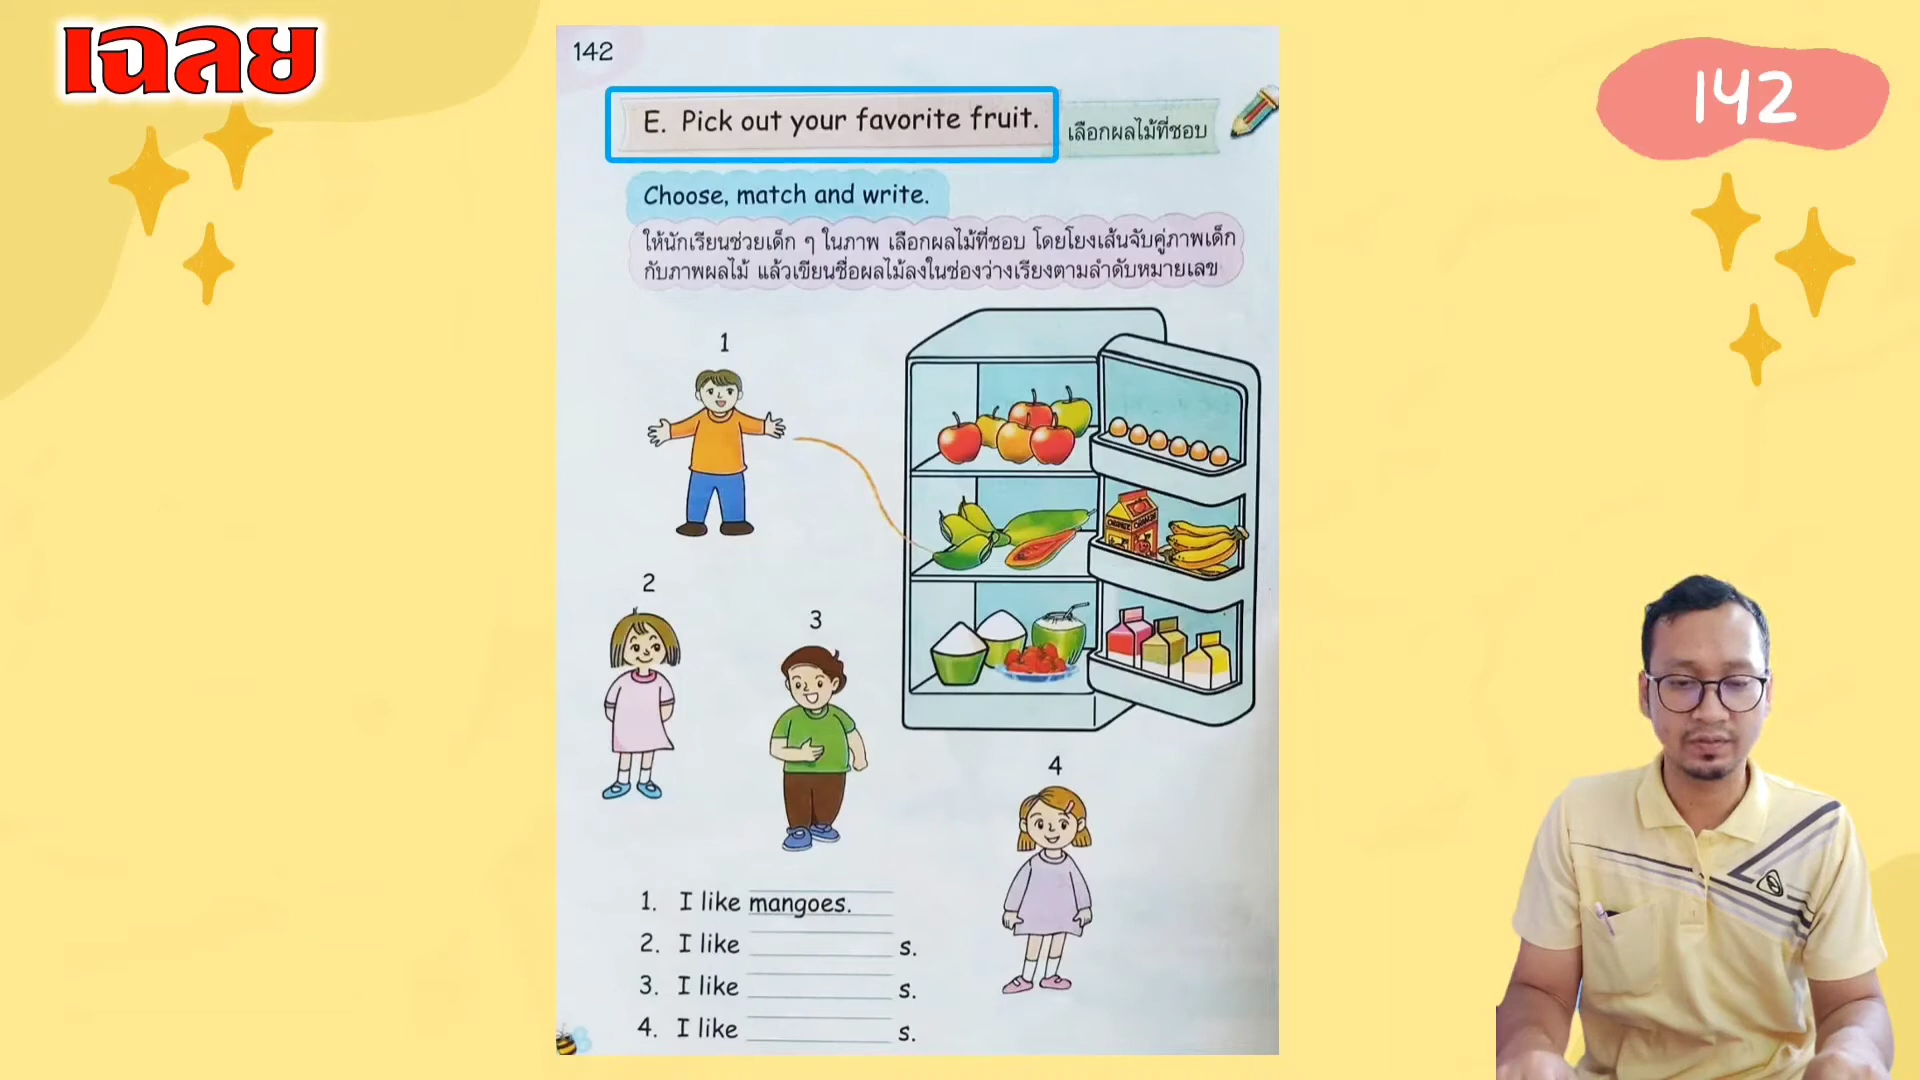 เฉลย
142
142
E. Pick out your favorite fruit.
เลือกผลไม้ที่ชอบ
Choose, match and write.
ให้นักเรียนช่วยเด็ก ๆ ในภาพ เลือกผลไม้ที่ชอบ โดยโยงเส้นจับคู่ภาพเด็ก
กับภาพผลไม้ แล้วเขียนชื่อผลไม้ลงในช่องว่างเรียงตามลำดับหมายเลข
1
2
3
4
ORANGE ORANGE
1. I like mangoes.
2. I like s.
3. I like s.
4. I like s.